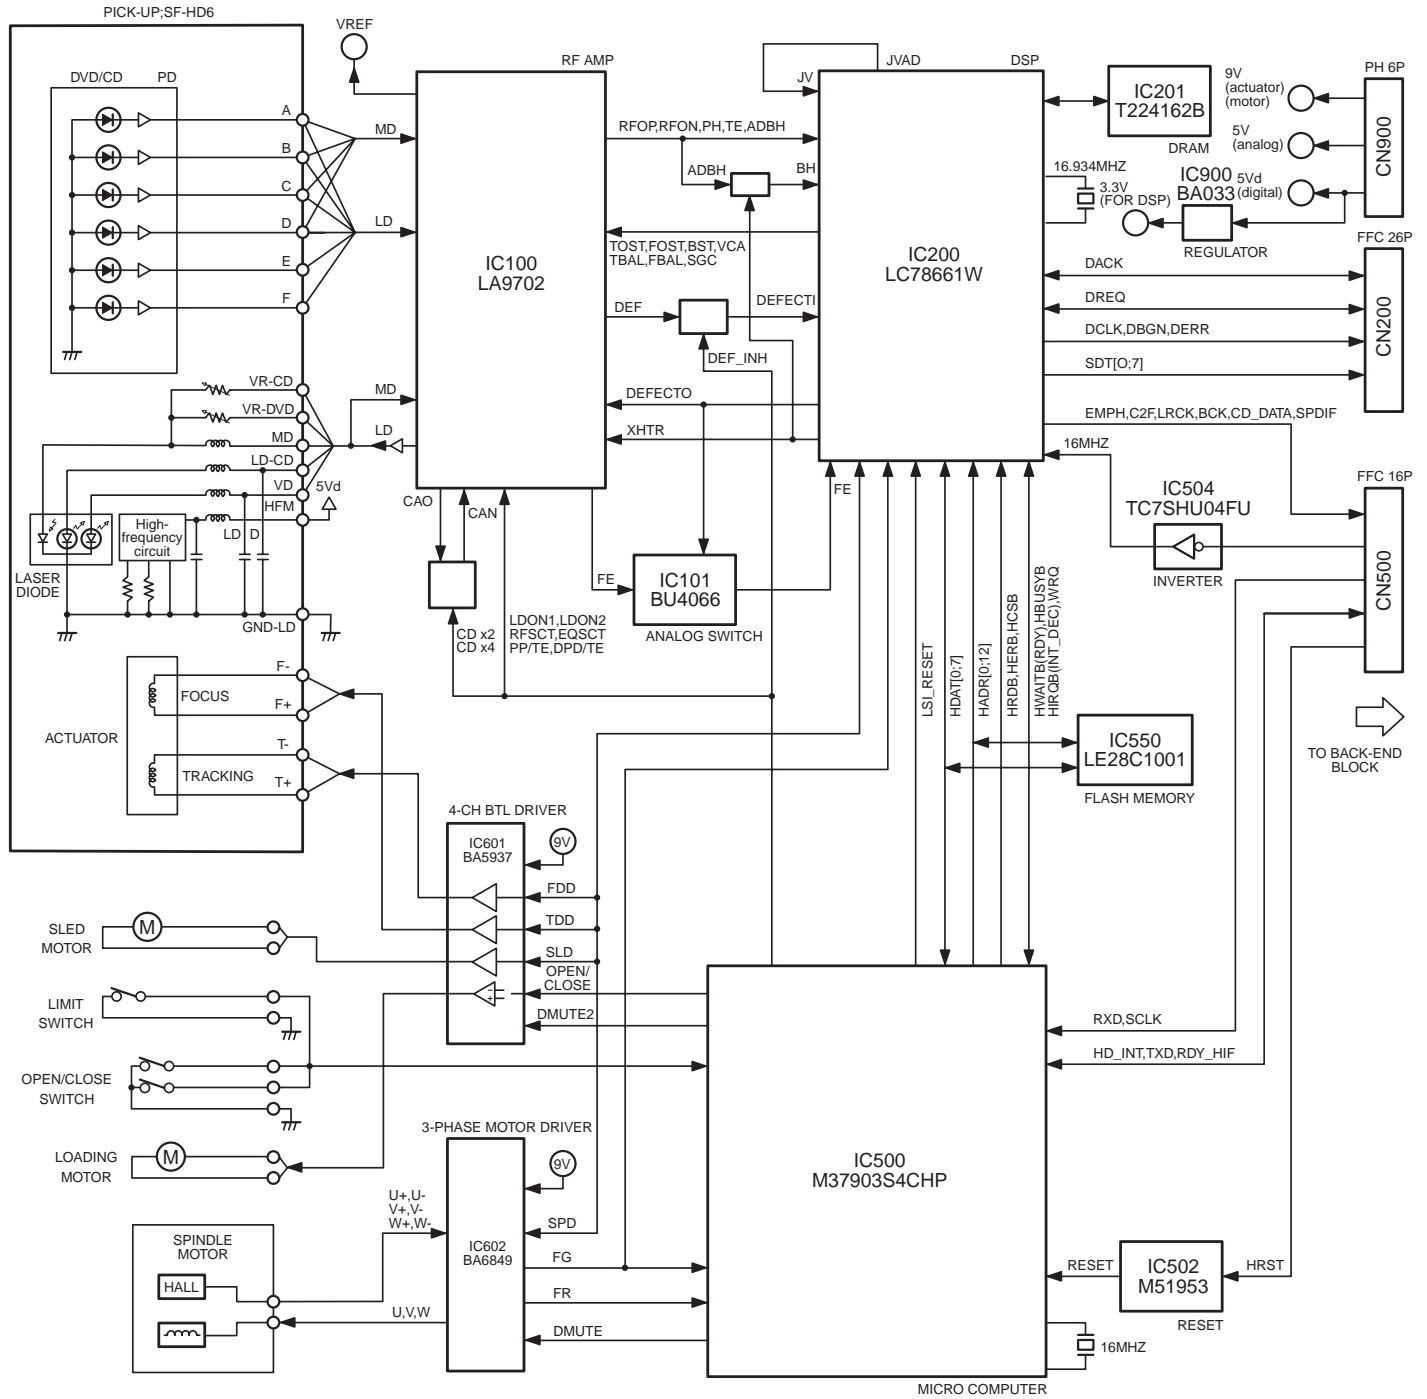 PICK-UP;SF-HD6
DVD/CD
PD
A
B
C
D
E
F
VREF
MD
LD
RF AMP
IC100
LA9702
RFOP,RFON,PH,TE,ADBH
ADBH
BH
TOST,FOST,BST,VCA
TBAL,FBAL,SGC
DEF
DEFECTI
DEF_INH
DEFECTO
XHTR
JV
JVAD
DSP
IC200
LC78661W
IC201
T224162B
DRAM
16.934MHZ
3.3V
(FOR DSP)
IC900
BA033
REGULATOR
9V
(actuator)
(motor)
5V
(analog)
5Vd
(digital)
PH 6P
CN900
FFC 26P
CN200
DACK
DREQ
DCLK,DBGN,DERR
SDT[O;7]
EMPH,C2F,LRCK,BCK,CD_DATA,SPDIF
16MHZ
IC504
TC7SHU04FU
INVERTER
FFC 16P
CN500
VR-CD
VR-DVD
MD
LD-CD
VD
HFM
5Vd
MD
LD
High-
frequency
circuit
LD
D
LASER
DIODE
GND-LD
CAO
CAN
CD x2
CD x4
LDON1,LDON2
RFSCT,EQSCT
PP/TE,DPD/TE
FE
IC101
BU4066
ANALOG SWITCH
FE
LSI_RESET
HDAT[0;7]
HADR[0;12]
HRDB,HERB,HCSB
HWAITB(RDY),HBUSYB
HIRQB(INT_DEC),WRQ
ACTUATOR
F-
FOCUS
F+
T-
TRACKING
T+
IC550
LE28C1001
FLASH MEMORY
TO BACK-END
BLOCK
4-CH BTL DRIVER
IC601
BA5937
9V
FDD
TDD
SLD
OPEN/
CLOSE
DMUTE2
SLED
MOTOR
M
LIMIT
SWITCH
OPEN/CLOSE
SWITCH
LOADING
MOTOR
M
3-PHASE MOTOR DRIVER
9V
IC602
BA6849
SPD
FG
FR
DMUTE
U+,U-
V+,V-
W+,W-
U,V,W
SPINDLE
MOTOR
HALL
IC500
M37903S4CHP
MICRO COMPUTER
RXD,SCLK
HD_INT,TXD,RDY_HIF
RESET
IC502
M51953
RESET
HRST
16MHZ